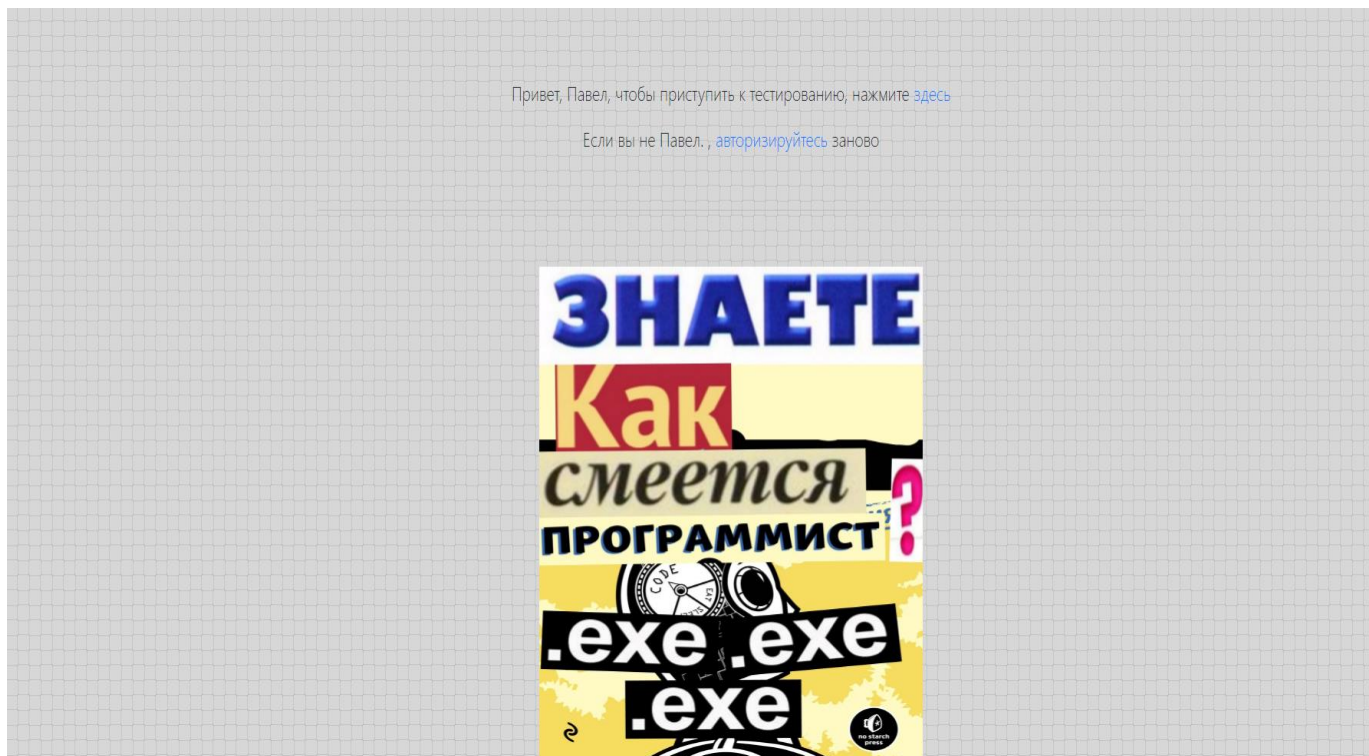 Привет, Павел, чтобы приступить к тестированию, нажмите здесь
Если вы не Павел. , авторизируйтесь заново
ЗНАЕТЕ
Как
смеется
ПРОГРАММИСТ ?
CODE
EAT
.exe .exe
.exe
no starch
press